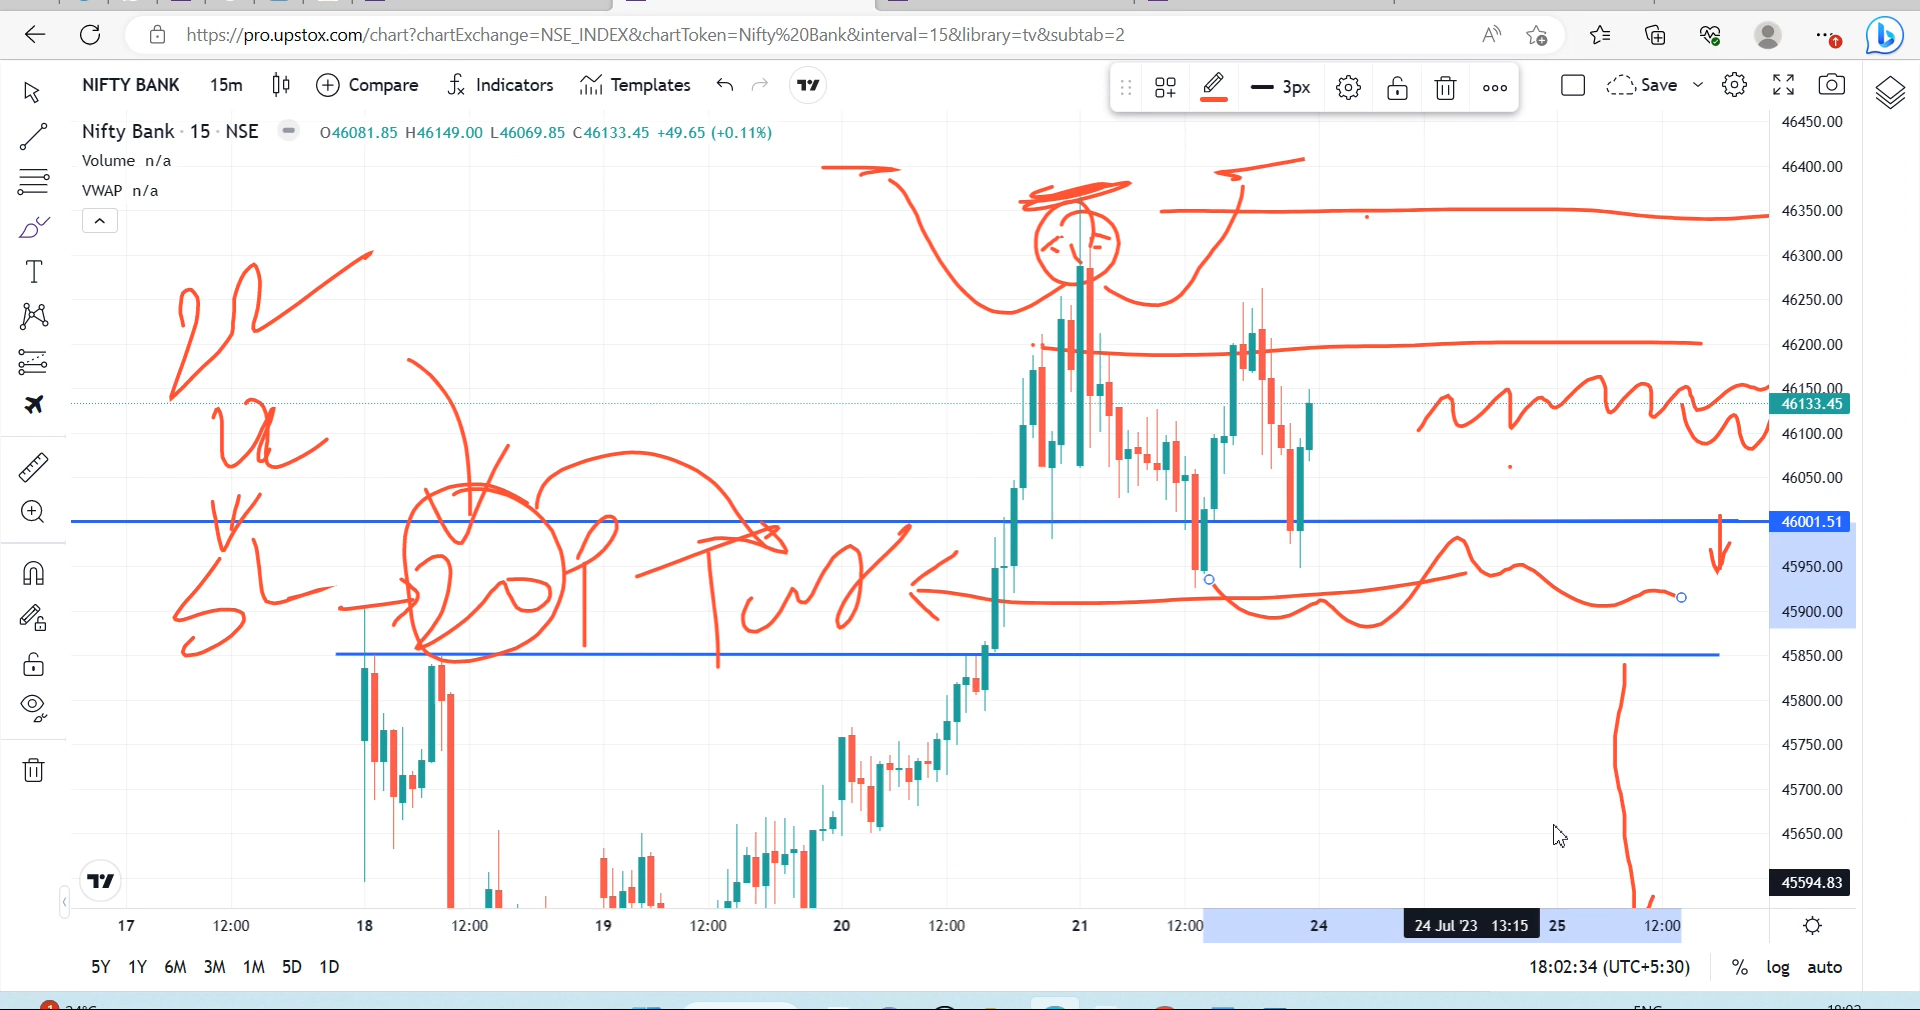 https://pro.upstox.com/chart?chartExchange=NSE_INDEX&chartToken=Nifty%20Bank&interval=15&library=tv&subtab=2
NIFTY BANK 15m Compare Indicators Templates 3px Save
Nifty Bank · 15 · NSE O46081.85 H46149.00 L46069.85 C46133.45 +49.65 (+0.11%)
Volume n/a
VWAP n/a
46450.00
46400.00
46350.00
46300.00
46250.00
46200.00
46150.00
46133.45
46100.00
46050.00
46001.51
45950.00
45900.00
45850.00
45800.00
45750.00
45700.00
45650.00
45594.83
17 12:00 18 12:00 19 12:00 20 12:00 21 12:00 24 24 Jul '23 13:15 25 12:00
5Y 1Y 6M 3M 1M 5D 1D 18:02:34 (UTC+5:30) % log auto